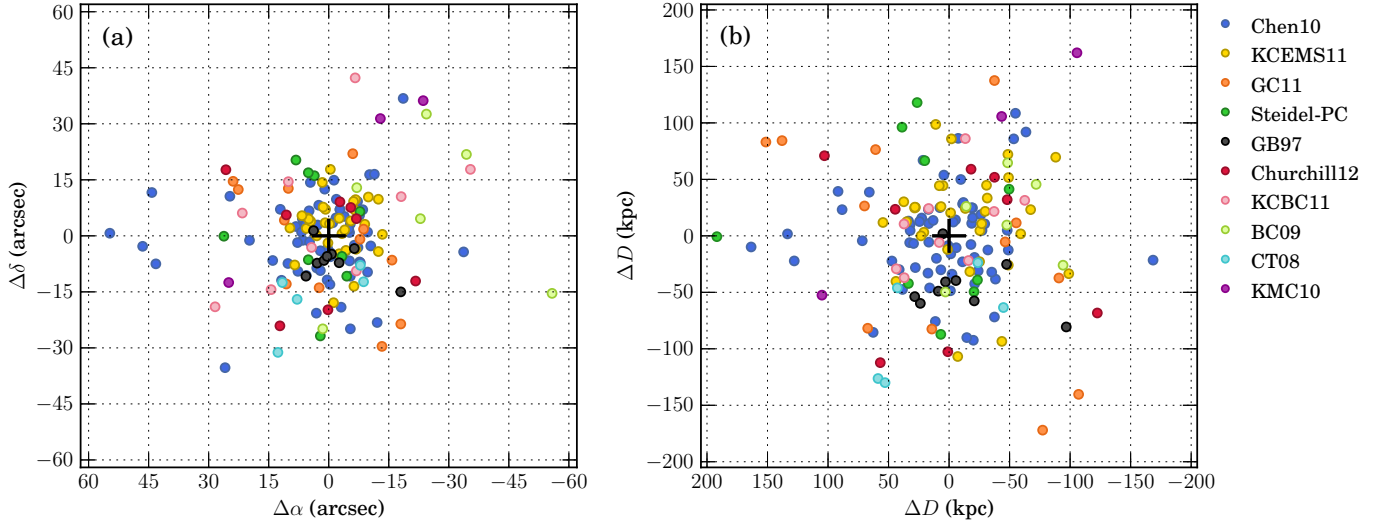 (a)
60
45
30
15
0
−15
−30
−45
−60
Δδ (arcsec)
60 45 30 15 0 −15 −30 −45 −60
Δα (arcsec)
(b)
200
150
100
50
0
−50
−100
−150
−200
ΔD (kpc)
200 150 100 50 0 −50 −100 −150 −200
ΔD (kpc)
Chen10
KCEMS11
GC11
Steidel-PC
GB97
Churchill12
KCBC11
BC09
CT08
KMC10